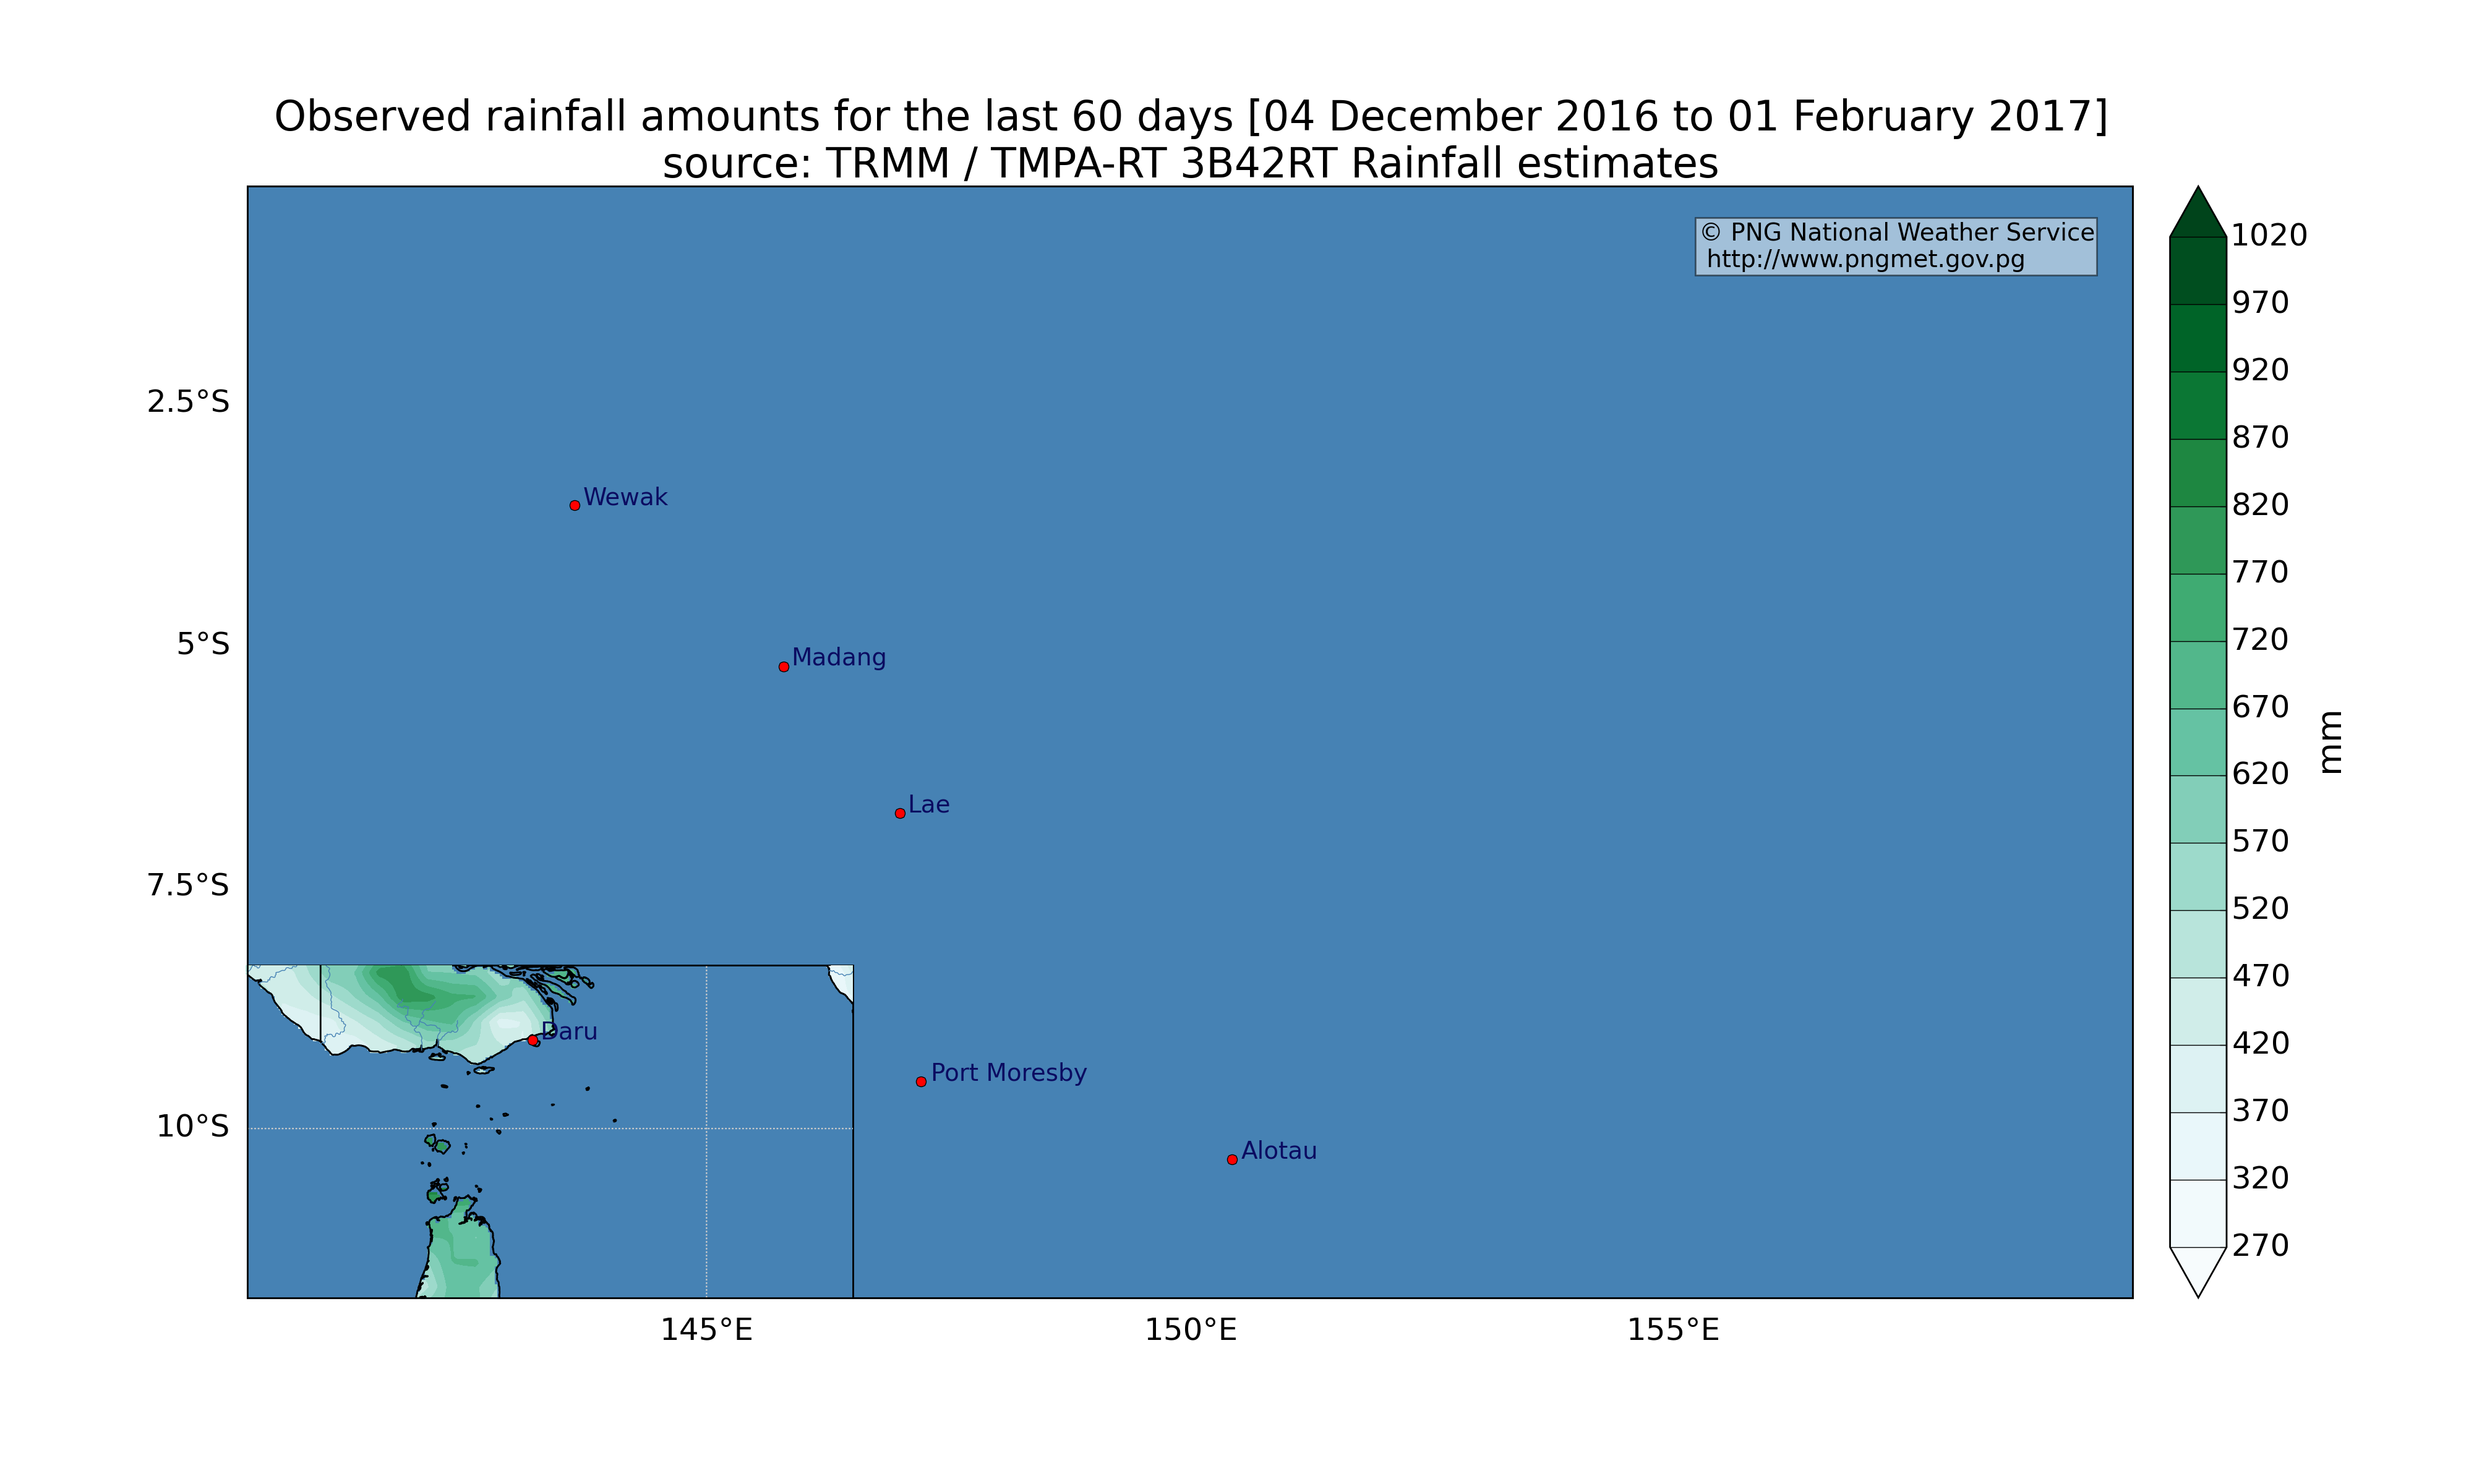 Observed rainfall amounts for the last 60 days [04 December 2016 to 01 February 2017]
source: TRMM / TMPA-RT 3B42RT Rainfall estimates
© PNG National Weather Service
http://www.pngmet.gov.pg
1020
970
920
870
820
770
720
670
620
570
520
470
420
370
320
270
mm
2.5°S
5°S
7.5°S
10°S
Wewak
Madang
Lae
Daru
Port Moresby
Alotau
145°E
150°E
155°E